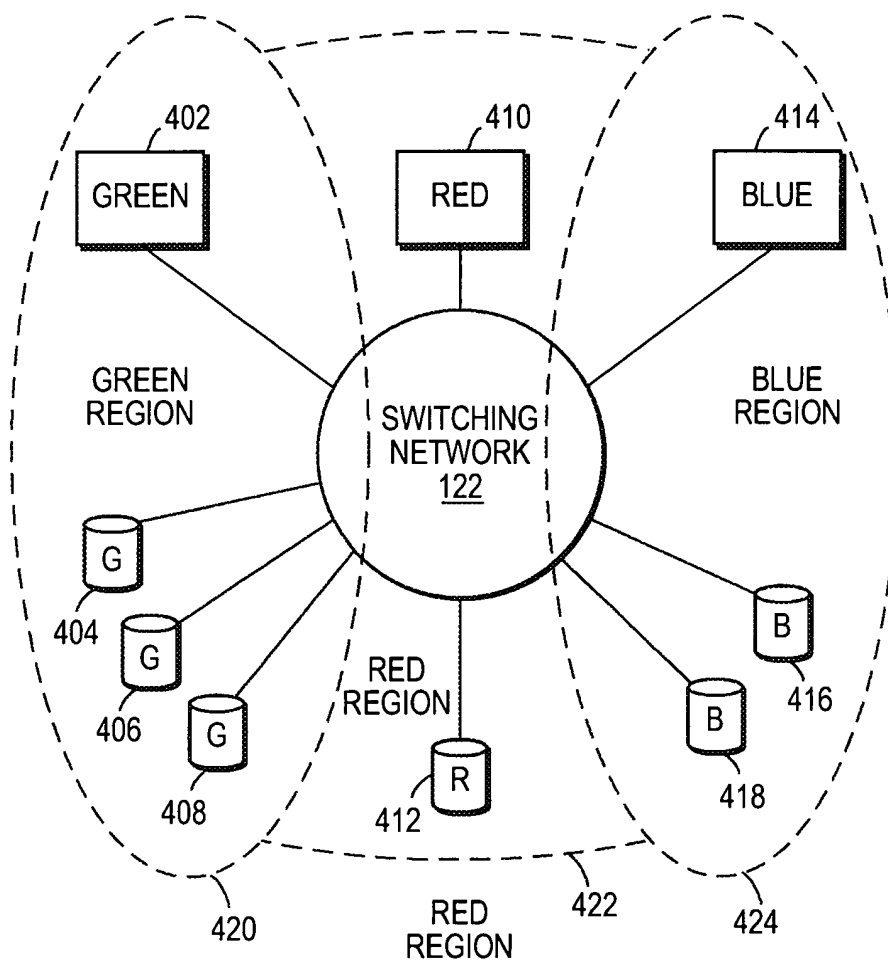 402
410
414
GREEN
RED
BLUE
GREEN
REGION
BLUE
REGION
SWITCHING
NETWORK
122
G
404
G
406
G
408
RED
REGION
R
412
B
416
B
418
420
422
424
RED
REGION